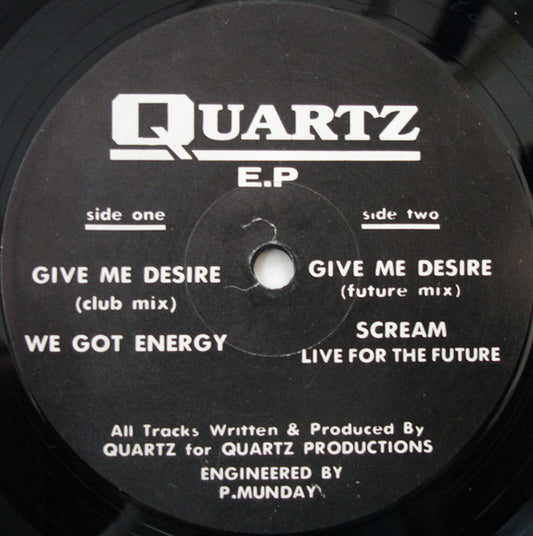 QUARTZ
E.P
side one
GIVE ME DESIRE
(club mix)
WE GOT ENERGY
side two
GIVE ME DESIRE
(future mix)
SCREAM
LIVE FOR THE FUTURE
All Tracks Written & Produced By
QUARTZ for QUARTZ PRODUCTIONS
ENGINEERED BY
P.MUNDAY